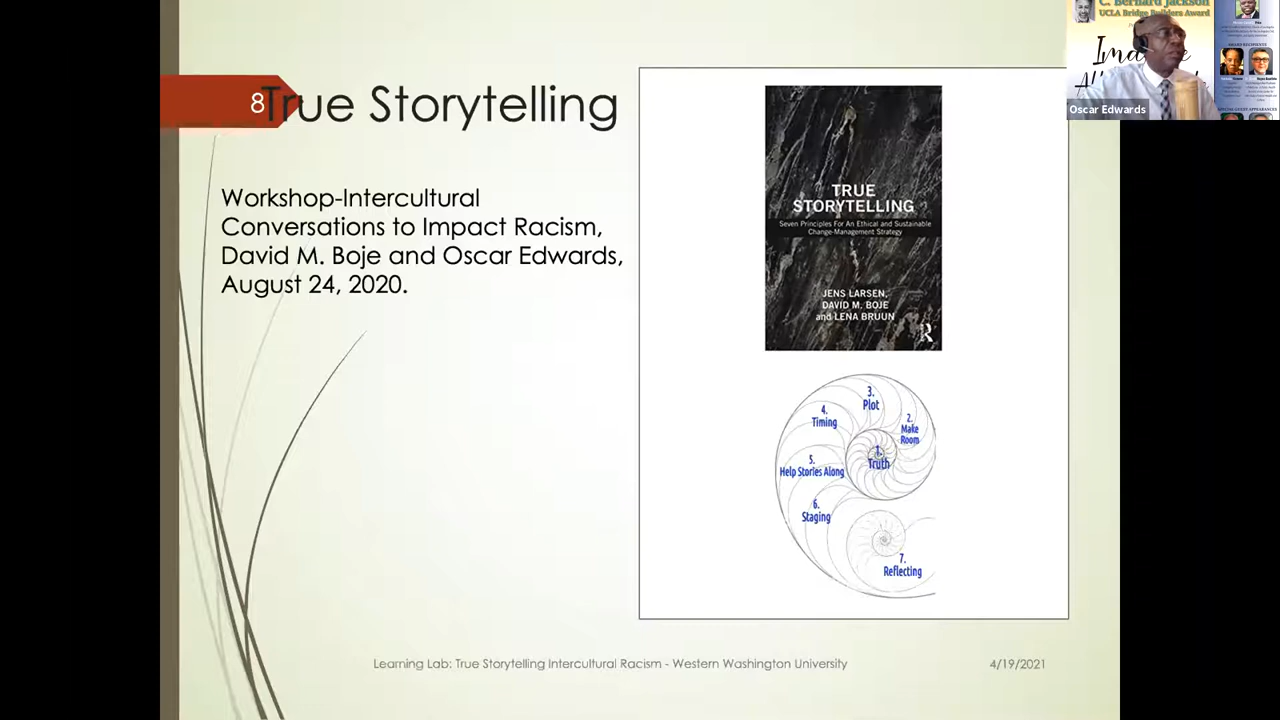 8
True Storytelling
Workshop-Intercultural
Conversations to Impact Racism,
David M. Boje and Oscar Edwards,
August 24, 2020.
TRUE
STORYTELLING
Seven Principles For An Ethical and Sustainable
Change-Management Strategy
JENS LARSEN,
DAVID M. BOJE
and LENA BRUUN
R
3.
Plot
4.
Timing
2.
Make
Room
1.
Truth
5.
Help Stories Along
6.
Staging
7.
Reflecting
Learning Lab: True Storytelling Intercultural Racism - Western Washington University
4/19/2021
C. Bernard Jackson
UCLA Bridge Builders Award
Oscar Edwards